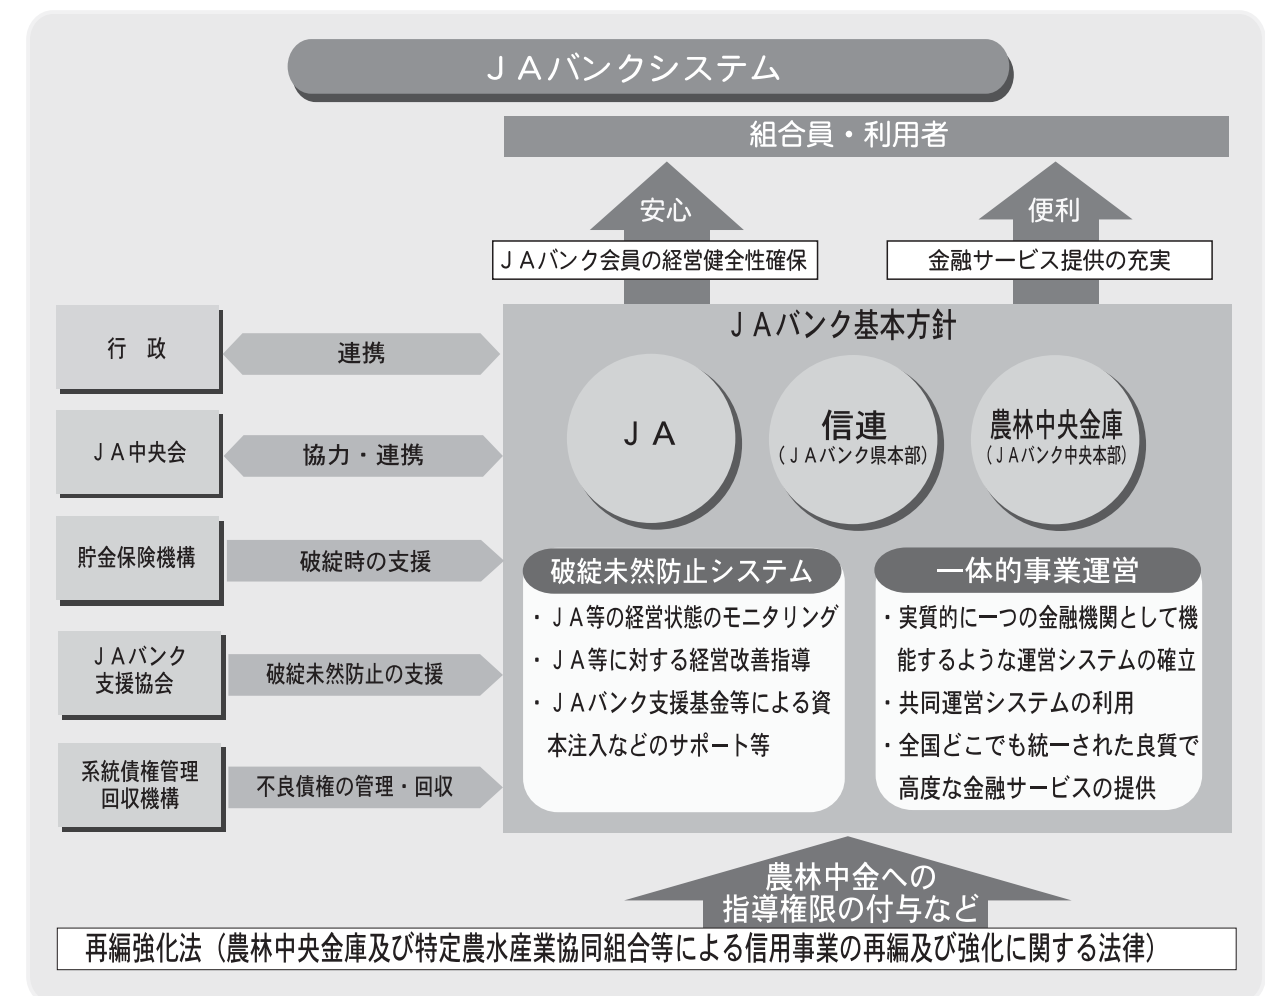 ＪＡバンクシステム
組合員・利用者
安心
便利
ＪＡバンク会員の経営健全性確保
金融サービス提供の充実
行　政
連携
ＪＡ中央会
協力・連携
貯金保険機構
破綻時の支援
ＪＡバンク
支援協会
破綻未然防止の支援
系統債権管理
回収機構
不良債権の管理・回収
ＪＡバンク基本方針
ＪＡ
信連
（ＪＡバンク県本部）
農林中央金庫
（ＪＡバンク中央本部）
破綻未然防止システム
・ＪＡ等の経営状態のモニタリング
・ＪＡ等に対する経営改善指導
・ＪＡバンク支援基金等による資
本注入などのサポート等
一体的事業運営
・実質的に一つの金融機関として機
能するような運営システムの確立
・共同運営システムの利用
・全国どこでも統一された良質で
高度な金融サービスの提供
農林中金への
指導権限の付与など
再編強化法（農林中央金庫及び特定農水産業協同組合等による信用事業の再編及び強化に関する法律）